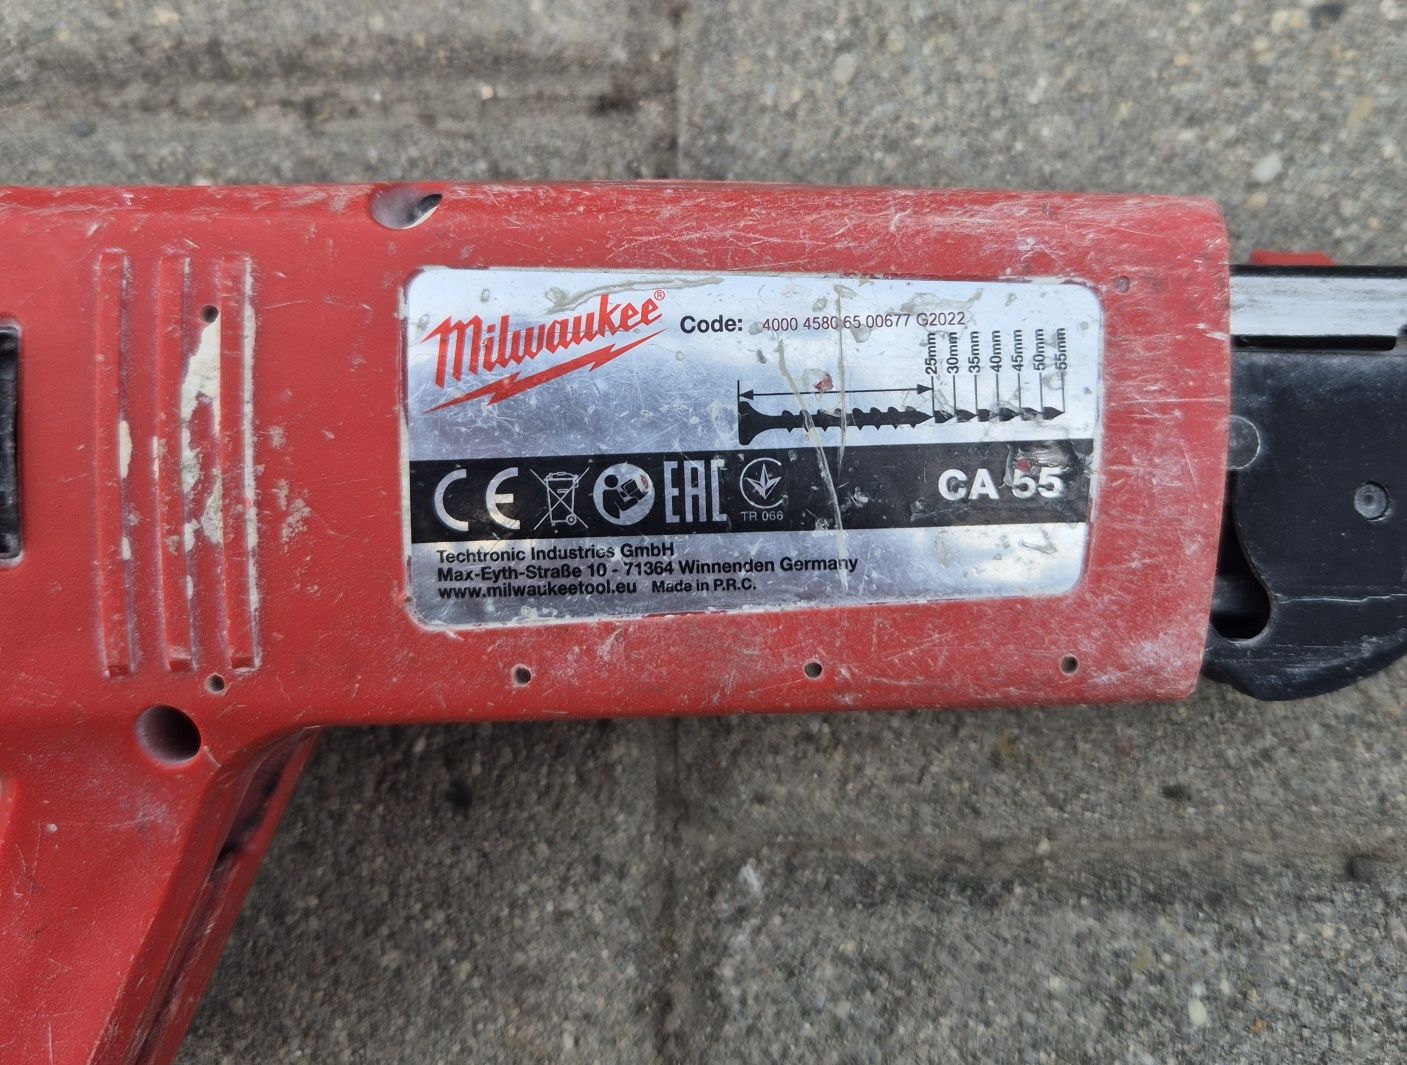 Milwaukee®
Code: 4000 4580 65 00677 G2022
25mm
30mm
35mm
40mm
45mm
50mm
55mm
CE EAC
TR 066
CA 55
Techtronic Industries GmbH
Max-Eyth-Straße 10 - 71364 Winnenden Germany
www.milwaukeetool.eu Made in P.R.C.